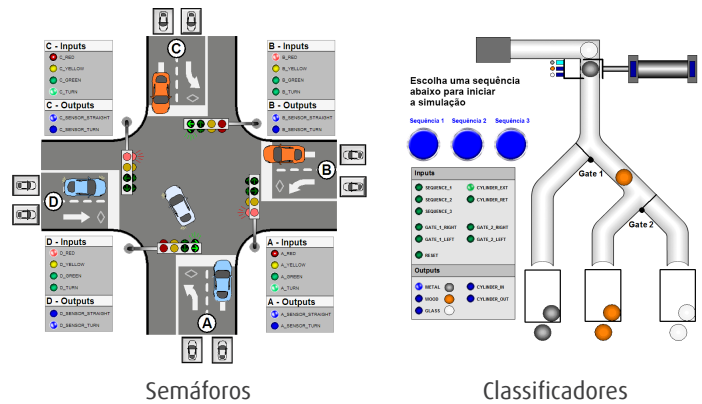 C - Inputs
C_RED
C_YELLOW
C_GREEN
C_TURN
C - Outputs
C_SENSOR_STRAIGHT
C_SENSOR_TURN
C
B - Inputs
B_RED
B_YELLOW
B_GREEN
B_TURN
B - Outputs
B_SENSOR_STRAIGHT
B_SENSOR_TURN
B
D
D - Inputs
D_RED
D_YELLOW
D_GREEN
D_TURN
D - Outputs
D_SENSOR_STRAIGHT
D_SENSOR_TURN
A
A - Inputs
A_RED
A_YELLOW
A_GREEN
A_TURN
A - Outputs
A_SENSOR_STRAIGHT
A_SENSOR_TURN
Semáforos
Escolha uma sequência
abaixo para iniciar
a simulação
Sequência 1 Sequência 2 Sequência 3
Inputs
SEQUENCE_1 CYLINDER_EXT
SEQUENCE_2 CYLINDER_RET
SEQUENCE_3
GATE_1_RIGHT GATE_2_RIGHT
GATE_1_LEFT GATE_2_LEFT
RESET
Outputs
METAL CYLINDER_IN
WOOD CYLINDER_OUT
GLASS
Gate 1
Gate 2
Classificadores